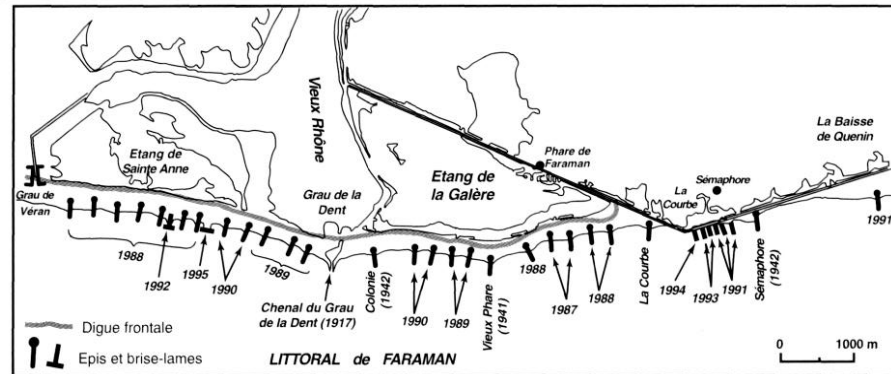 Vieux Rhône
Etang de
Sainte Anne
Grau de
Véran
Grau de la
Dent
Etang de
la Galère
Phare de
Faraman
La
Courbe
Sémaphore
La Baisse
de Quenin
1988
1992
1995
1990
1989
Chenal du Grau
de la Dent (1917)
Colonie
(1942)
1990
1989
Vieux Phare
(1941)
1988
1987
1988
La Courbe
1994
1993
1991
Sémaphore
(1942)
1991
Digue frontale
Epis et brise-lames
LITTORAL de FARAMAN
0 1000 m